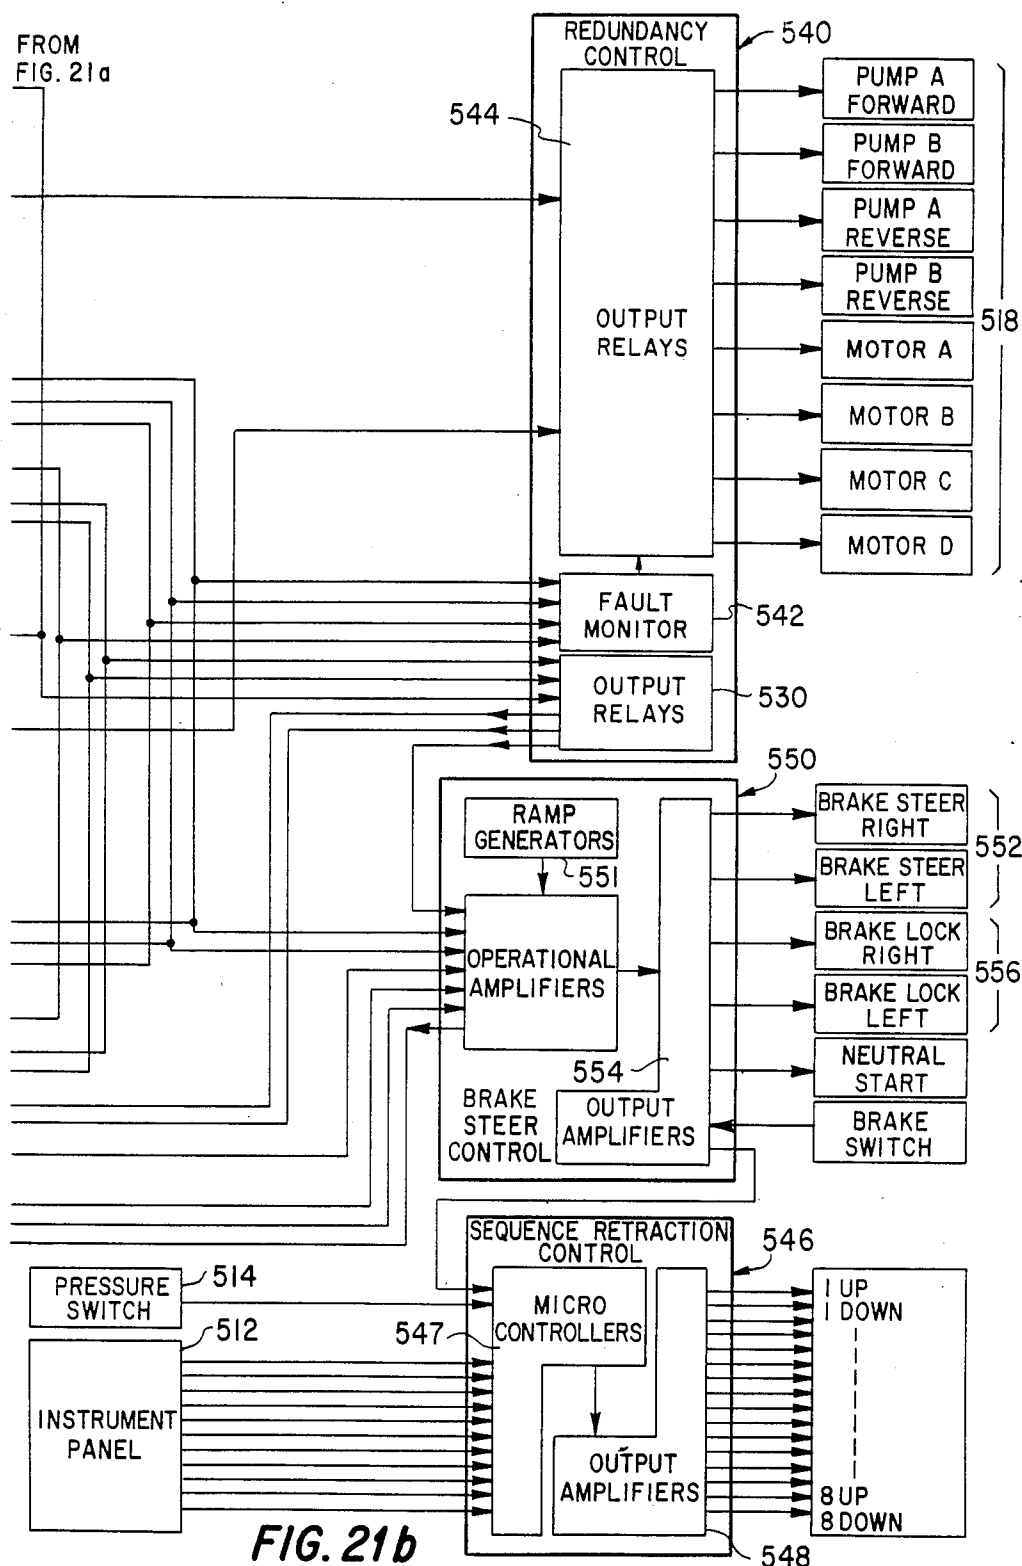 FROM
FIG. 21a
REDUNDANCY
CONTROL
540
544
OUTPUT
RELAYS
PUMP A
FORWARD
PUMP B
FORWARD
PUMP A
REVERSE
PUMP B
REVERSE
MOTOR A
MOTOR B
MOTOR C
MOTOR D
518
FAULT
MONITOR
542
OUTPUT
RELAYS
530
550
RAMP
GENERATORS
551
OPERATIONAL
AMPLIFIERS
554
OUTPUT
AMPLIFIERS
BRAKE
STEER
CONTROL
BRAKE STEER
RIGHT
BRAKE STEER
LEFT
552
BRAKE LOCK
RIGHT
BRAKE LOCK
LEFT
556
NEUTRAL
START
BRAKE
SWITCH
SEQUENCE RETRACTION
CONTROL
546
PRESSURE
SWITCH
514
512
INSTRUMENT
PANEL
MICRO
CONTROLLERS
547
OUTPUT
AMPLIFIERS
548
1 UP
1 DOWN
8 UP
8 DOWN
FIG. 21b